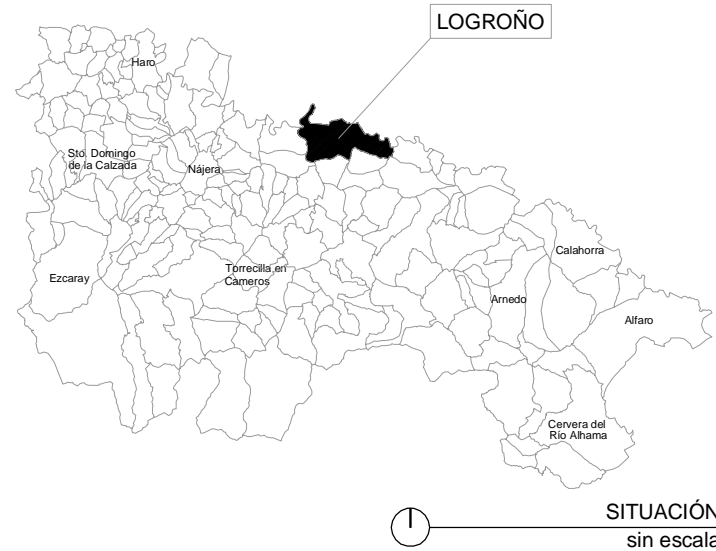 LOGROÑO
Haro
Sto. Domingo
de la Calzada
Nájera
Ezcaray
Torrecilla en
Cameros
Calahorra
Arnedo
Alfaro
Cervera del
Río Alhama
SITUACIÓN
sin escala